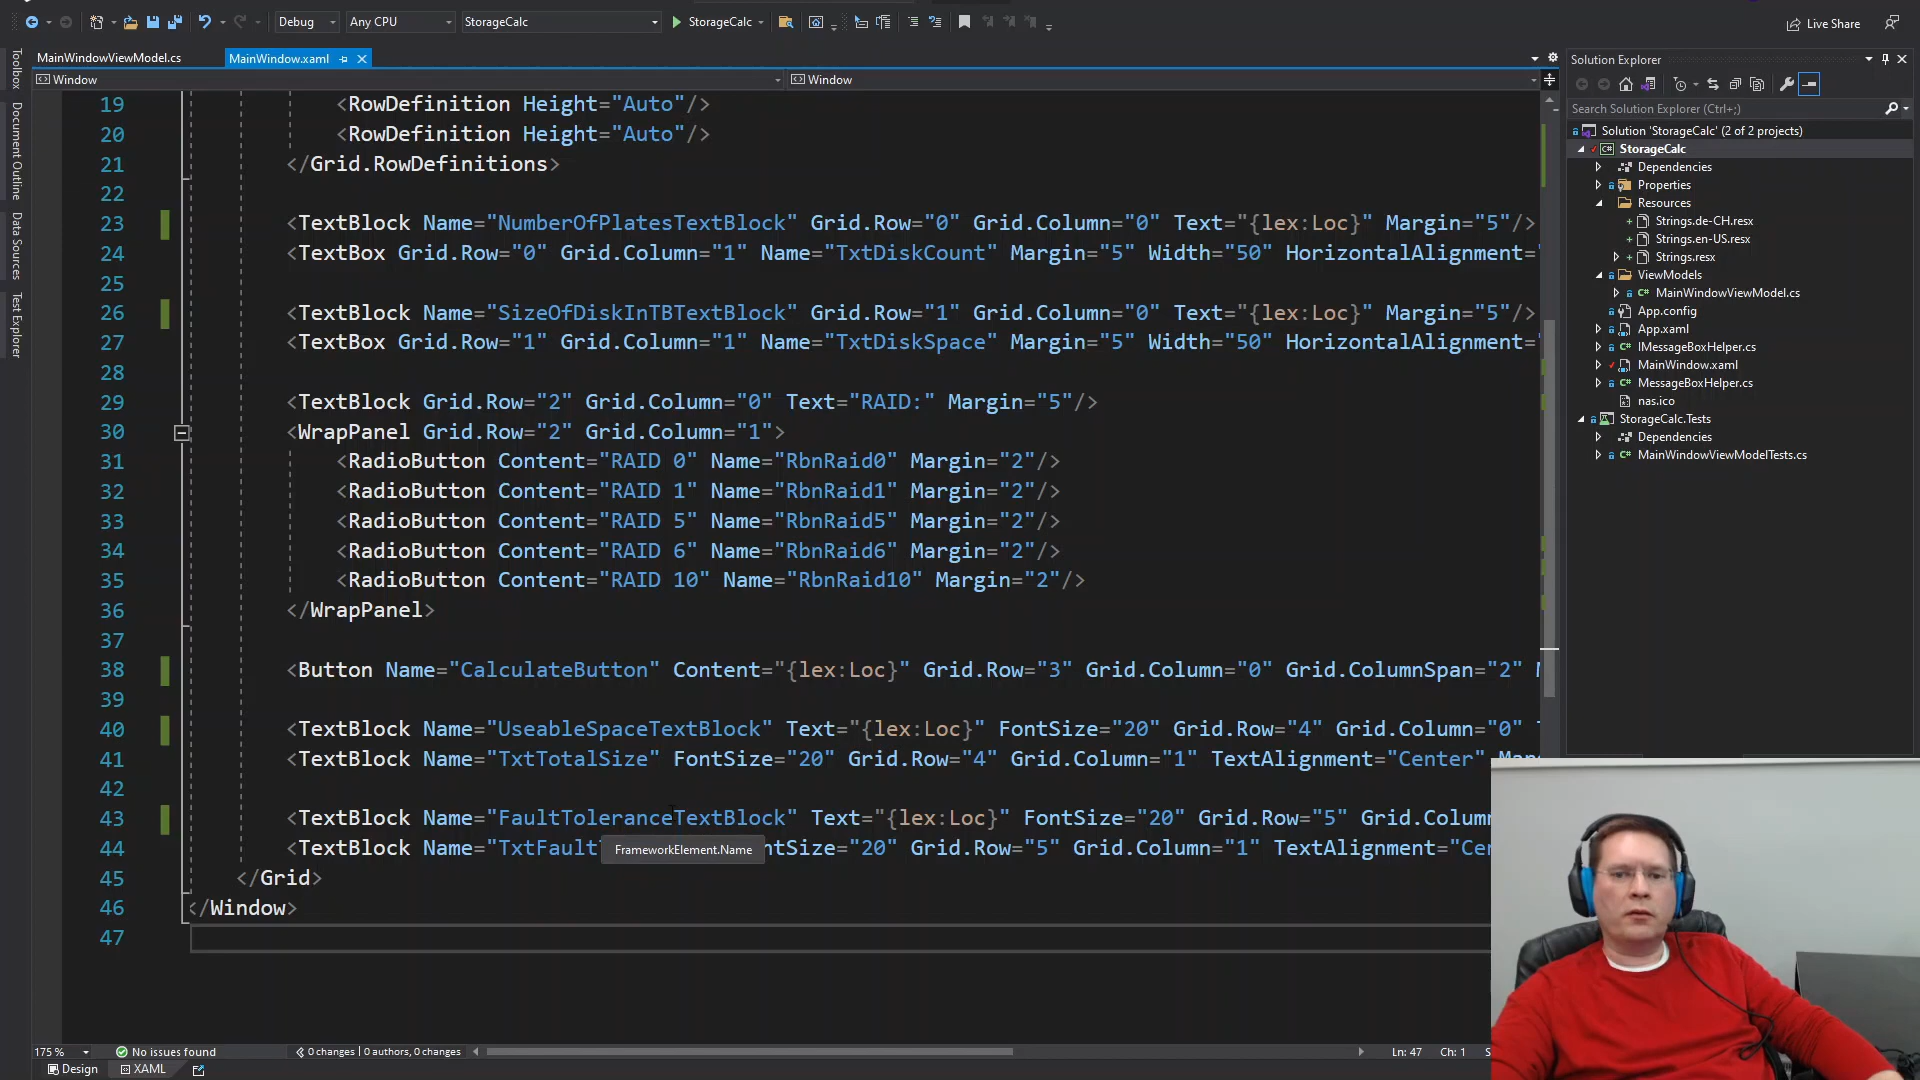 Debug
Any CPU
StorageCalc
StorageCalc
Live Share
MainWindowViewModel.cs
MainWindow.xaml
Window
Window
Toolbox
Document Outline
Data Sources
Test Explorer
19 <RowDefinition Height="Auto"/>
20 <RowDefinition Height="Auto"/>
21 </Grid.RowDefinitions>
22
23 <TextBlock Name="NumberOfPlatesTextBlock" Grid.Row="0" Grid.Column="0" Text="{lex:Loc}" Margin="5"/>
24 <TextBox Grid.Row="0" Grid.Column="1" Name="TxtDiskCount" Margin="5" Width="50" HorizontalAlignment="
25
26 <TextBlock Name="SizeOfDiskInTBTextBlock" Grid.Row="1" Grid.Column="0" Text="{lex:Loc}" Margin="5"/>
27 <TextBox Grid.Row="1" Grid.Column="1" Name="TxtDiskSpace" Margin="5" Width="50" HorizontalAlignment="
28
29 <TextBlock Grid.Row="2" Grid.Column="0" Text="RAID:" Margin="5"/>
30 <WrapPanel Grid.Row="2" Grid.Column="1">
31 <RadioButton Content="RAID 0" Name="RbnRaid0" Margin="2"/>
32 <RadioButton Content="RAID 1" Name="RbnRaid1" Margin="2"/>
33 <RadioButton Content="RAID 5" Name="RbnRaid5" Margin="2"/>
34 <RadioButton Content="RAID 6" Name="RbnRaid6" Margin="2"/>
35 <RadioButton Content="RAID 10" Name="RbnRaid10" Margin="2"/>
36 </WrapPanel>
37
38 <Button Name="CalculateButton" Content="{lex:Loc}" Grid.Row="3" Grid.Column="0" Grid.ColumnSpan="2"
39
40 <TextBlock Name="UseableSpaceTextBlock" Text="{lex:Loc}" FontSize="20" Grid.Row="4" Grid.Column="0"
41 <TextBlock Name="TxtTotalSize" FontSize="20" Grid.Row="4" Grid.Column="1" TextAlignment="Center"
42
43 <TextBlock Name="FaultToleranceTextBlock" Text="{lex:Loc}" FontSize="20" Grid.Row="5" Grid.Colum
44 <TextBlock Name="TxtFault ntSize="20" Grid.Row="5" Grid.Column="1" TextAlignment="Cen
FrameworkElement.Name
45 </Grid>
46 </Window>
47
175 %
No issues found
0 changes | 0 authors, 0 changes
Ln: 47
Ch: 1
S
Design
XAML
Solution Explorer
Search Solution Explorer (Ctrl+;)
Solution 'StorageCalc' (2 of 2 projects)
StorageCalc
Dependencies
Properties
Resources
Strings.de-CH.resx
Strings.en-US.resx
Strings.resx
ViewModels
MainWindowViewModel.cs
App.config
App.xaml
IMessageBoxHelper.cs
MainWindow.xaml
MessageBoxHelper.cs
nas.ico
StorageCalc.Tests
Dependencies
MainWindowViewModelTests.cs